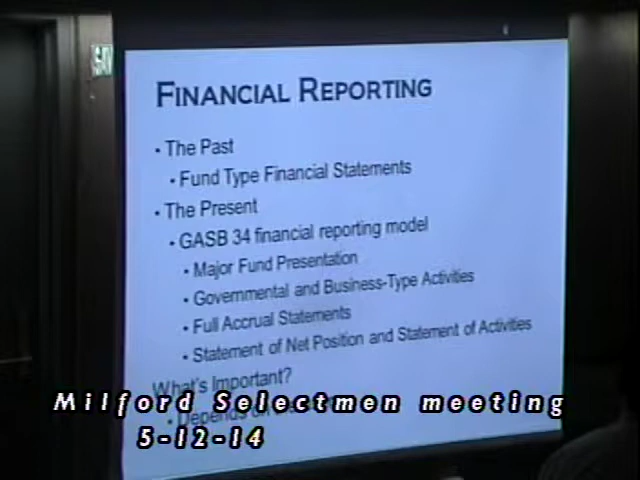 FINANCIAL REPORTING
• The Past
• Fund Type Financial Statements
• The Present
• GASB 34 financial reporting model
• Major Fund Presentation
• Governmental and Business-Type Activities
• Full Accrual Statements
• Statement of Net Position and Statement of Activities
What's Important?
• Depends on
Milford Selectmen meeting
5-12-14